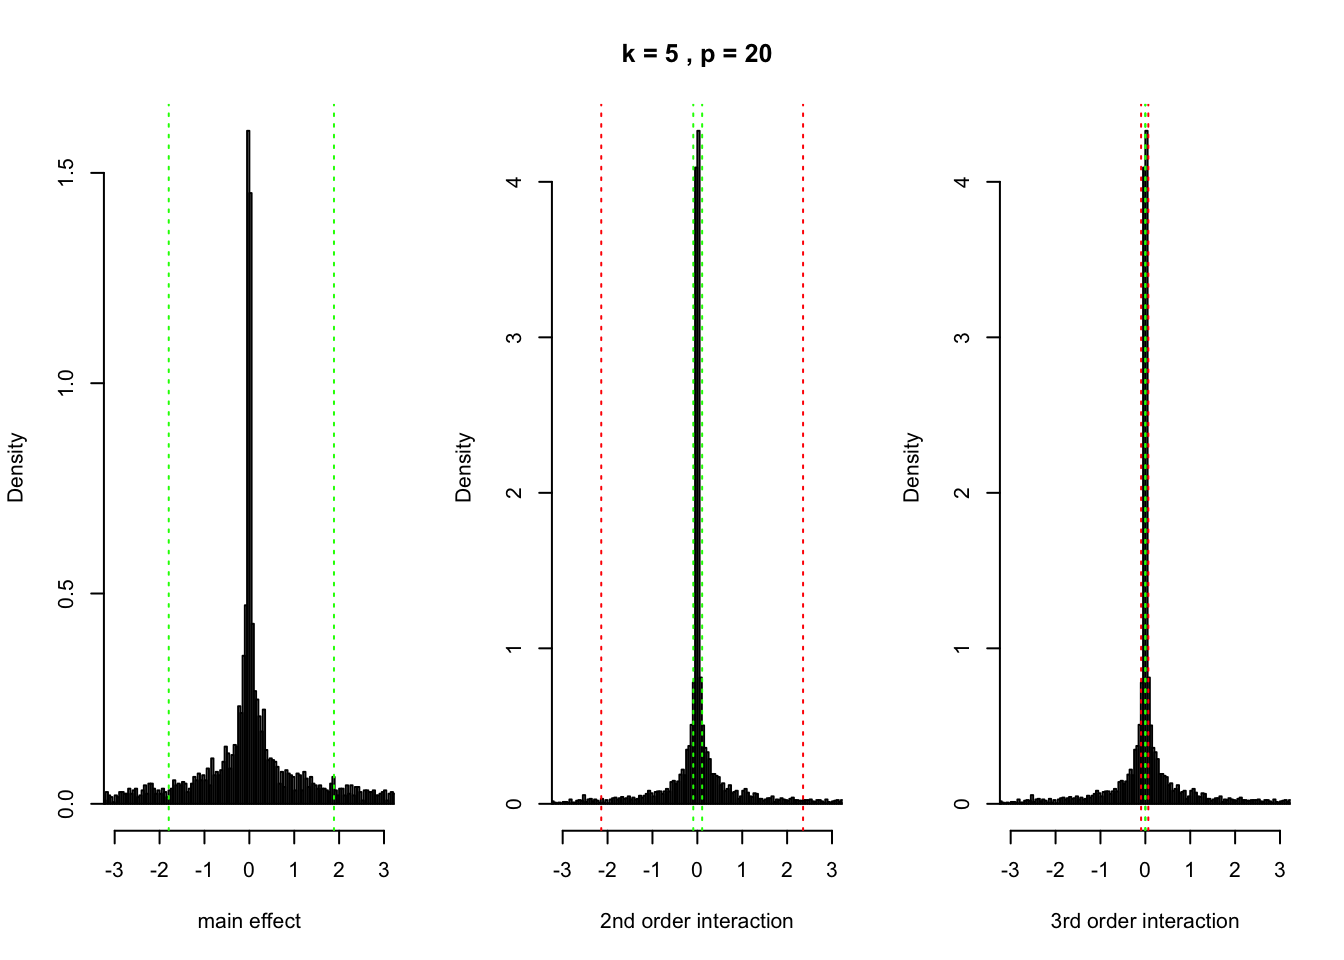 k = 5 , p = 20
Density
0.0 0.5 1.0 1.5
-3 -2 -1 0 1 2 3
main effect
Density
0 1 2 3 4
-3 -2 -1 0 1 2 3
2nd order interaction
Density
0 1 2 3 4
-3 -2 -1 0 1 2 3
3rd order interaction